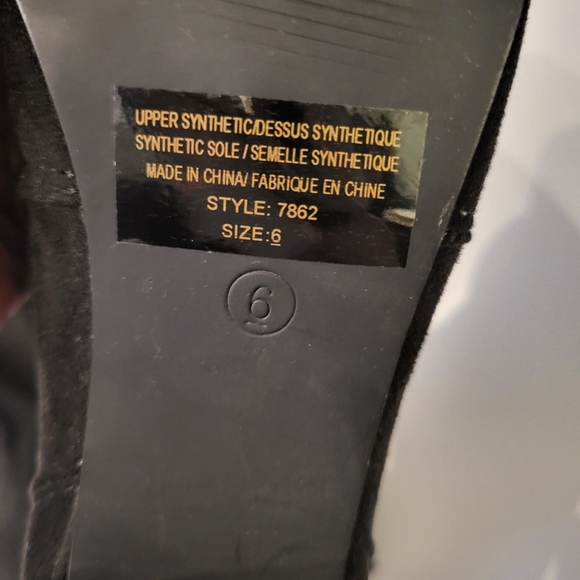 UPPER SYNTHETIC/DESSUS SYNTHETIQUE
SYNTHETIC SOLE / SEMELLE SYNTHETIQUE
MADE IN CHINA/ FABRIQUE EN CHINE
STYLE: 7862
SIZE:6
6